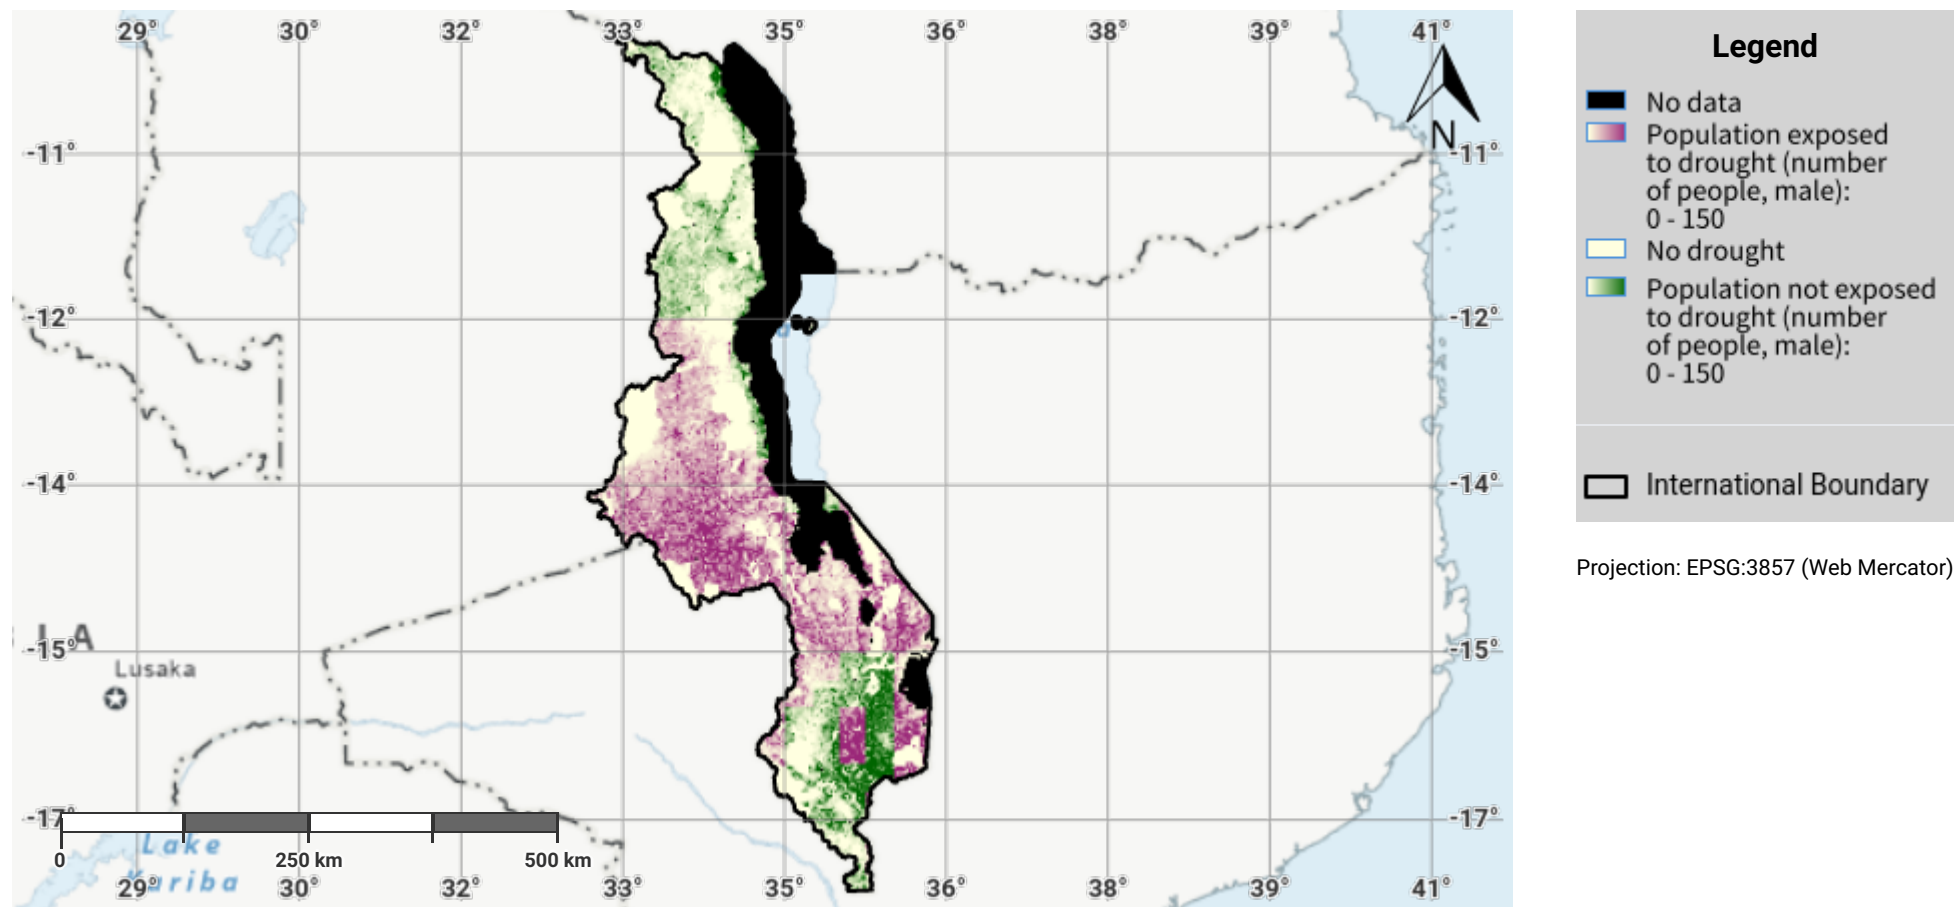 29° 30° 32° 33° 35° 36° 38° 39° 41°
N
-11° -11°
-12° -12°
-14° -14°
-15° -15°
Lusaka
-17° -17°
0 250 km 500 km
Lake
Kariba
29° 30° 32° 33° 35° 36° 38° 39° 41°
Legend
No data
Population exposed
to drought (number
of people, male):
0 - 150
No drought
Population not exposed
to drought (number
of people, male):
0 - 150
International Boundary
Projection: EPSG:3857 (Web Mercator)